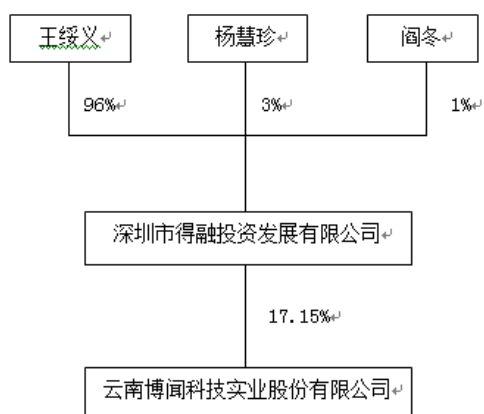 王绥义 杨慧珍 阎冬
96% 3% 1%
深圳市得融投资发展有限公司
17.15%
云南博闻科技实业股份有限公司